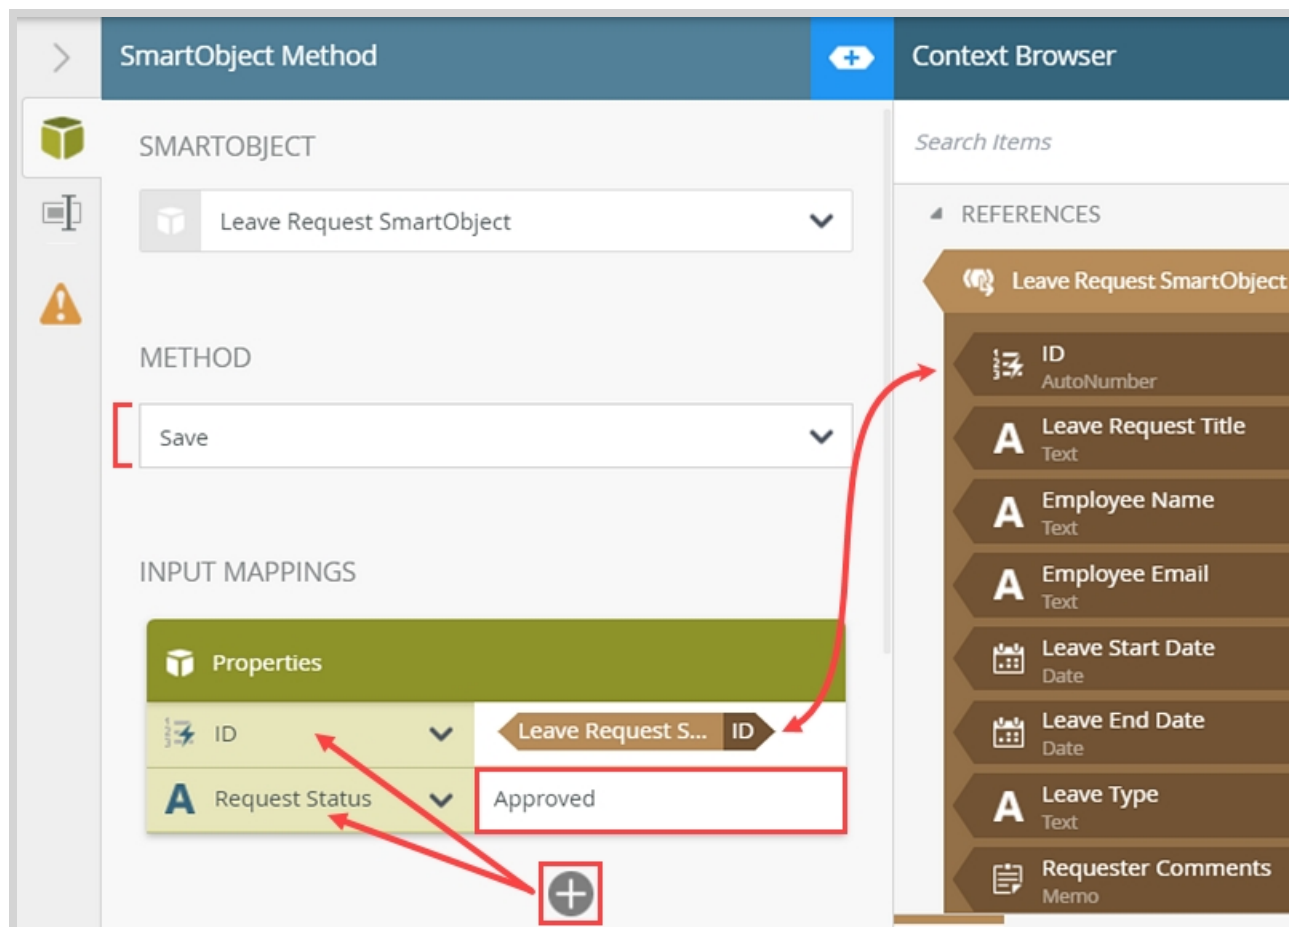 SmartObject Method
SMARTOBJECT
Leave Request SmartObject
METHOD
Save
INPUT MAPPINGS
Properties
ID
Leave Request S... ID
Request Status
Approved
Context Browser
Search Items
REFERENCES
Leave Request SmartObject
ID
AutoNumber
Leave Request Title
Text
Employee Name
Text
Employee Email
Text
Leave Start Date
Date
Leave End Date
Date
Leave Type
Text
Requester Comments
Memo